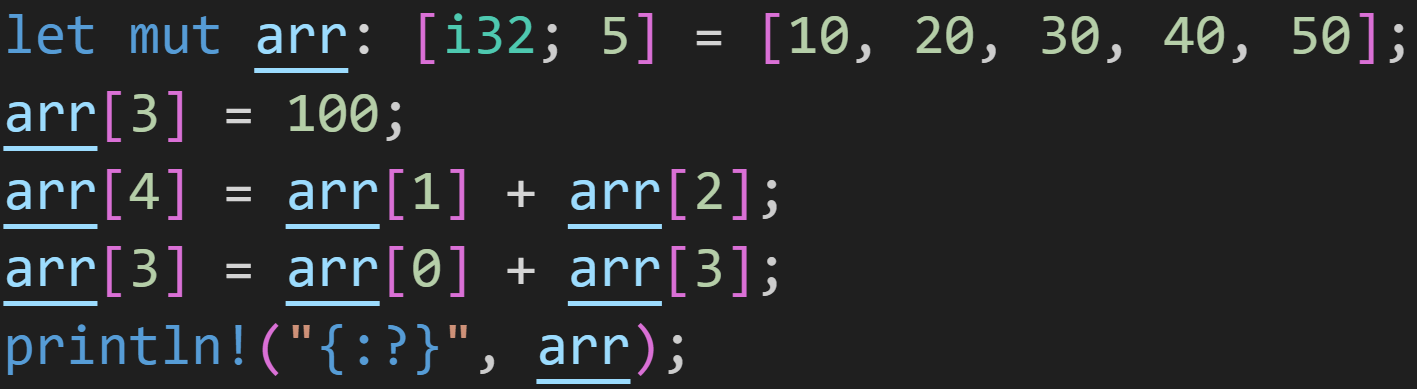 let mut arr: [i32; 5] = [10, 20, 30, 40, 50];
arr[3] = 100;
arr[4] = arr[1] + arr[2];
arr[3] = arr[0] + arr[3];
println!("{:?}", arr);